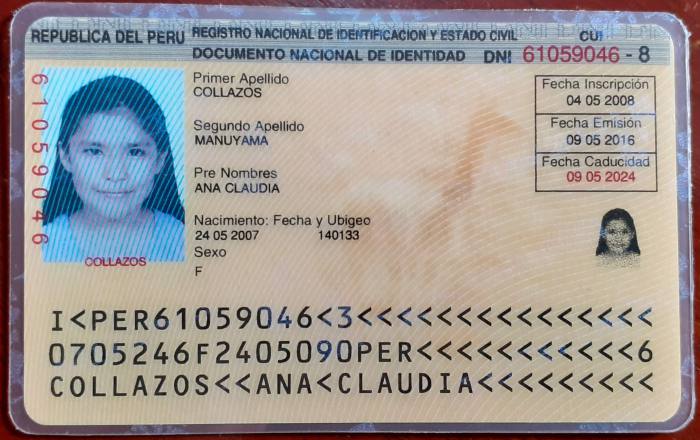 REPUBLICA DEL PERU REGISTRO NACIONAL DE IDENTIFICACION Y ESTADO CIVIL CUI
DOCUMENTO NACIONAL DE IDENTIDAD DNI 61059046 - 8
61059046
COLLAZOS
Primer Apellido
COLLAZOS
Segundo Apellido
MANUYAMA
Pre Nombres
ANA CLAUDIA
Nacimiento: Fecha y Ubigeo
24 05 2007 140133
Sexo
F
Fecha Inscripción
04 05 2008
Fecha Emisión
09 05 2016
Fecha Caducidad
09 05 2024
I<PER61059046<3<<<<<<<<<<<<<<<
0705246F2405090PER<<<<<<<<<<<6
COLLAZOS<<ANA<CLAUDIA<<<<<<<<<